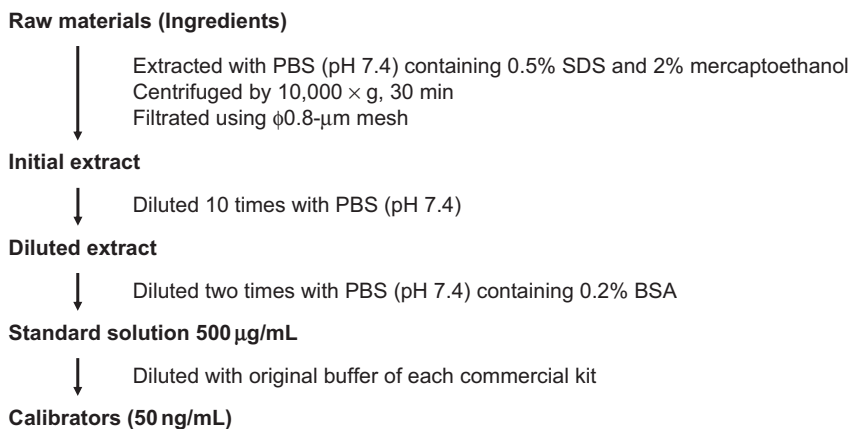 Raw materials (Ingredients)
Extracted with PBS (pH 7.4) containing 0.5% SDS and 2% mercaptoethanol
Centrifuged by 10,000 × g, 30 min
Filtrated using ϕ0.8-μm mesh
Initial extract
Diluted 10 times with PBS (pH 7.4)
Diluted extract
Diluted two times with PBS (pH 7.4) containing 0.2% BSA
Standard solution 500 μg/mL
Diluted with original buffer of each commercial kit
Calibrators (50 ng/mL)